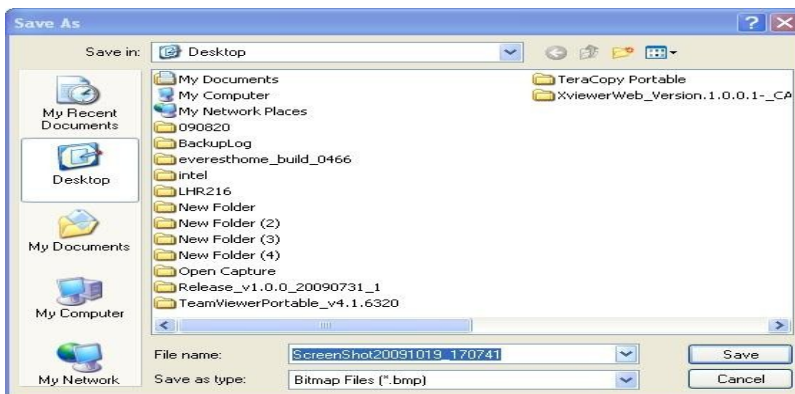 Save As
Save in: Desktop
My Recent Documents
Desktop
My Documents
My Computer
My Network
My Documents
My Computer
My Network Places
090820
BackupLog
everesthome_build_0466
intel
LHR216
New Folder
New Folder (2)
New Folder (3)
New Folder (4)
Open Capture
Release_v1.0.0_20090731_1
TeamViewerPortable_v4.1.6320
TeraCopy Portable
XviewerWeb_Version.1.0.0.1-_CA
File name: ScreenShot20091019_170741
Save
Save as type: Bitmap Files (*.bmp)
Cancel